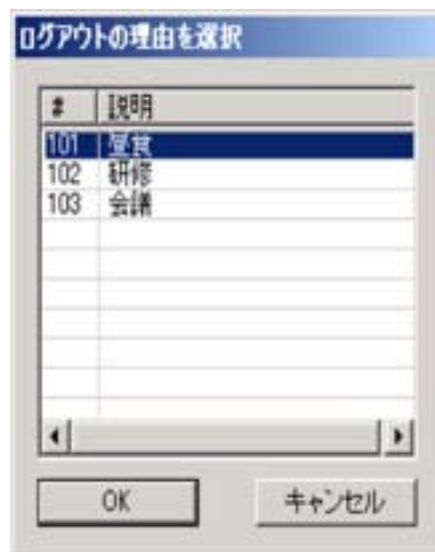 ログアウトの理由を選択
# 説明
101 昼食
102 研修
103 会議
OK キャンセル